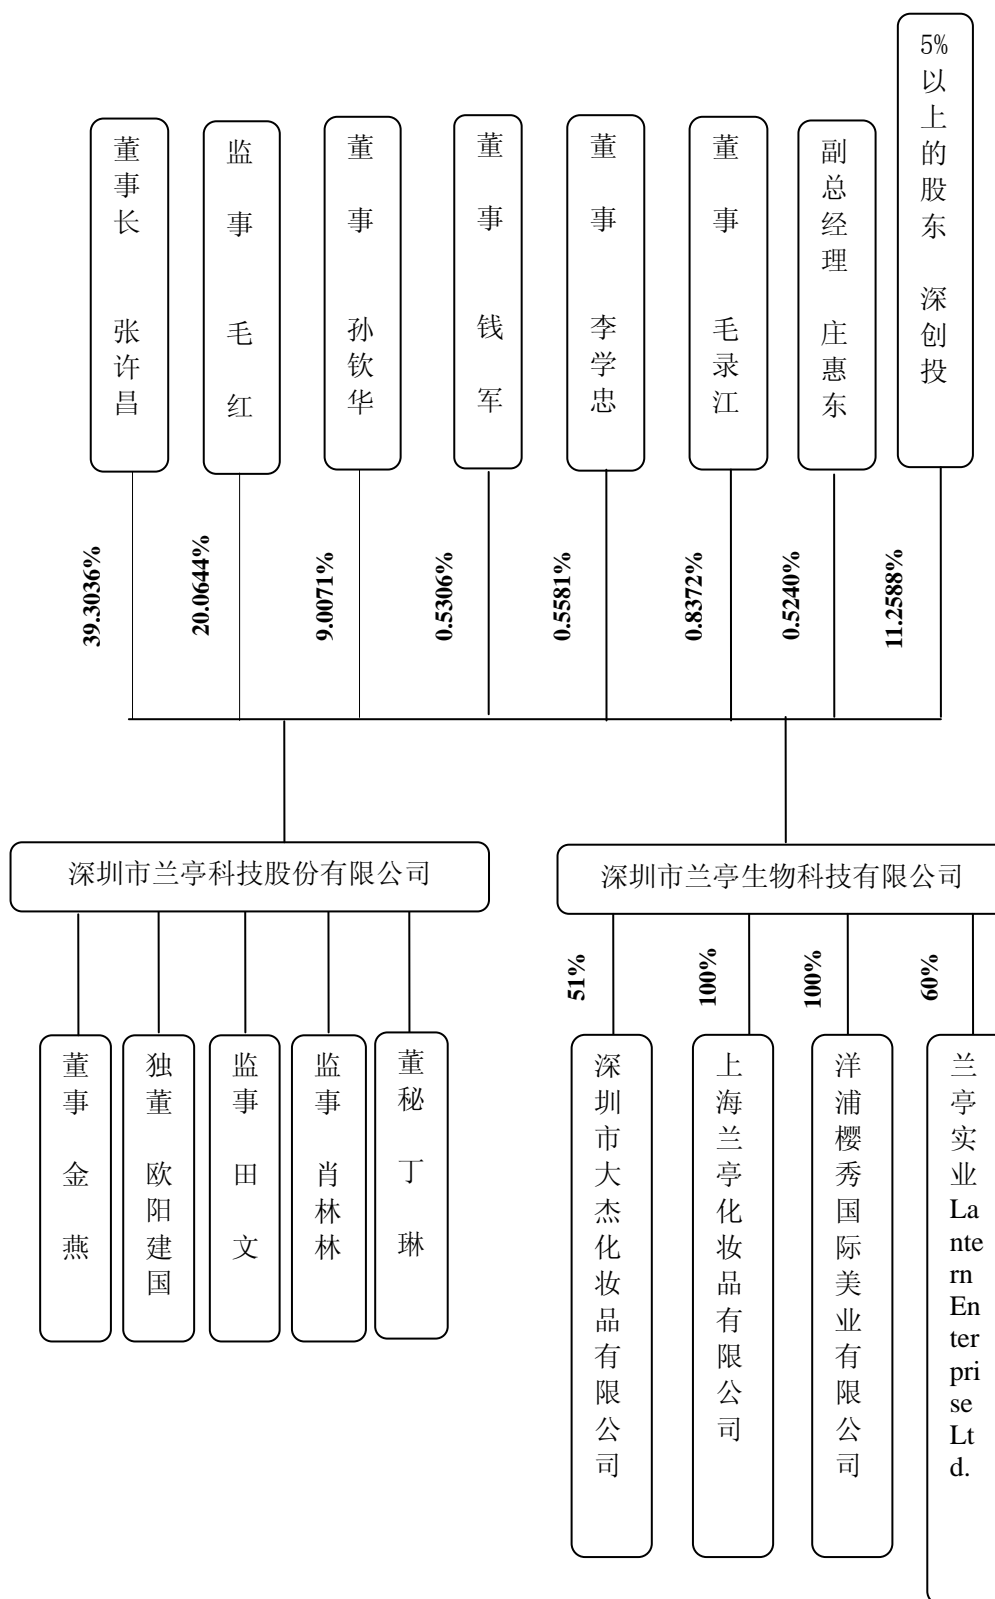 董事长 张许昌
监事 毛红
董事 孙钦华
董事 钱军
董事 李学忠
董事 毛录江
副总经理 庄惠东
5%以上的股东 深创投
39.3036%
20.0644%
9.0071%
0.5306%
0.5581%
0.8372%
0.5240%
11.2588%
深圳市兰亭科技股份有限公司
深圳市兰亭生物科技有限公司
51%
100%
100%
60%
董事 金燕
独董 欧阳建国
监事 田文
监事 肖林林
董秘 丁琳
深圳市大杰化妆品有限公司
上海兰亭化妆品有限公司
洋浦樱秀国际美业有限公司
兰亭实业Lantern Enterprise Ltd.